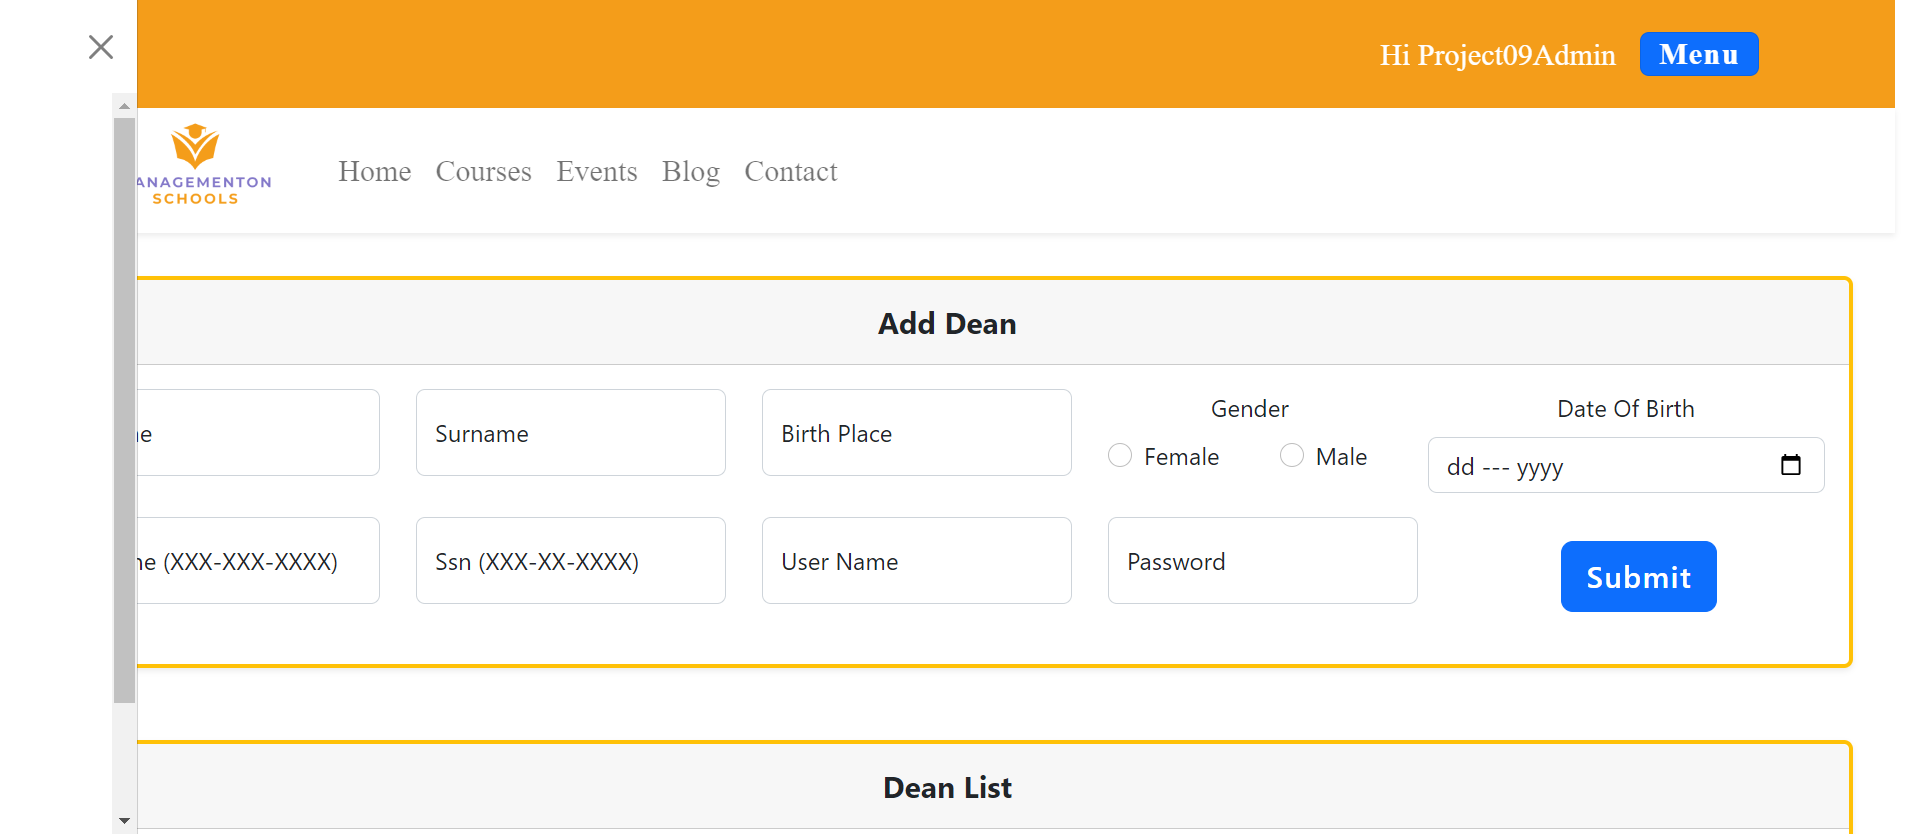 Hi Project09Admin Menu
ANAGEMENTON
SCHOOLS
Home Courses Events Blog Contact
Add Dean
Gender Date Of Birth
e Surname Birth Place
Female Male dd --- yyyy
ne (XXX-XXX-XXXX) Ssn (XXX-XX-XXXX) User Name Password
Submit
Dean List